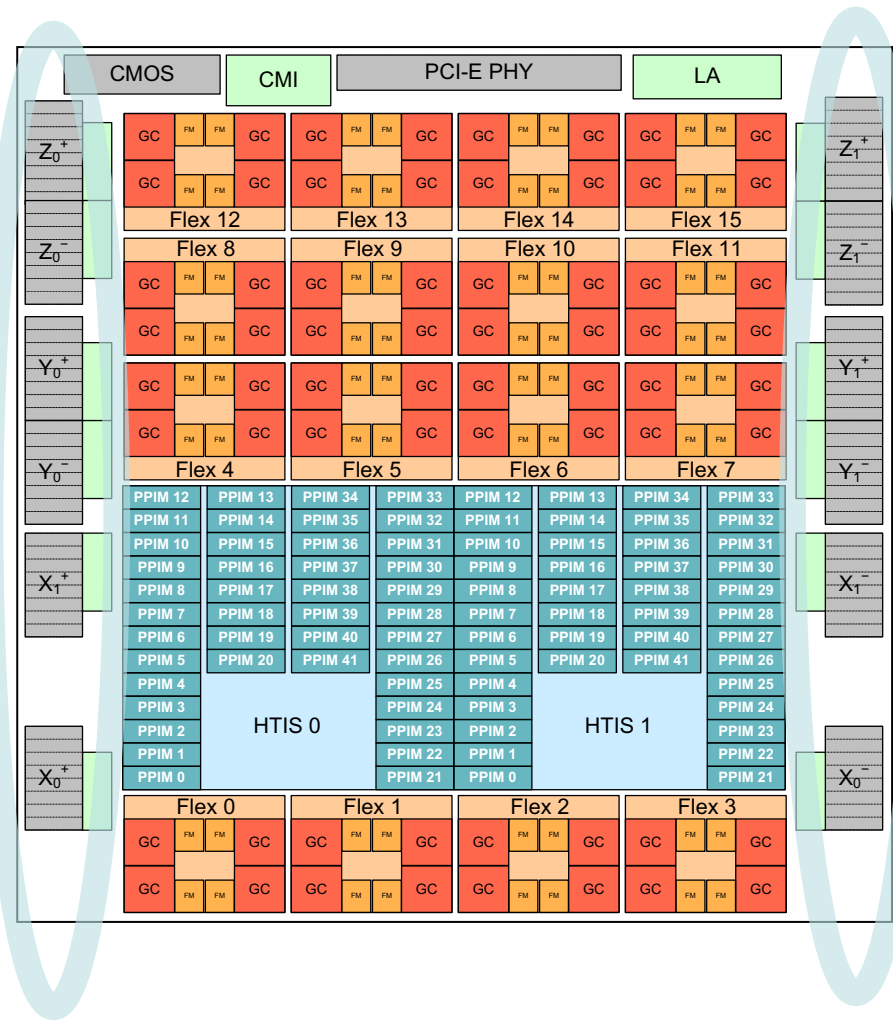 CMOS CMI PCI-E PHY LA
GC FM FM GC GC FM FM GC GC FM FM GC GC FM FM GC
Z0+ Z1+
GC FM FM GC GC FM FM GC GC FM FM GC GC FM FM GC
Flex 12 Flex 13 Flex 14 Flex 15
Z0− Flex 8 Flex 9 Flex 10 Flex 11 Z1−
GC FM FM GC GC FM FM GC GC FM FM GC GC FM FM GC
GC FM FM GC GC FM FM GC GC FM FM GC GC FM FM GC
Y0+ Y1+
GC FM FM GC GC FM FM GC GC FM FM GC GC FM FM GC
GC FM FM GC GC FM FM GC GC FM FM GC GC FM FM GC
Y0− Flex 4 Flex 5 Flex 6 Flex 7 Y1−
PPIM 12 PPIM 13 PPIM 34 PPIM 33 PPIM 12 PPIM 13 PPIM 34 PPIM 33
PPIM 11 PPIM 14 PPIM 35 PPIM 32 PPIM 11 PPIM 14 PPIM 35 PPIM 32
PPIM 10 PPIM 15 PPIM 36 PPIM 31 PPIM 10 PPIM 15 PPIM 36 PPIM 31
PPIM 9 PPIM 16 PPIM 37 PPIM 30 PPIM 9 PPIM 16 PPIM 37 PPIM 30
X1+ PPIM 8 PPIM 17 PPIM 38 PPIM 29 PPIM 8 PPIM 17 PPIM 38 PPIM 29 X1−
PPIM 7 PPIM 18 PPIM 39 PPIM 28 PPIM 7 PPIM 18 PPIM 39 PPIM 28
PPIM 6 PPIM 19 PPIM 40 PPIM 27 PPIM 6 PPIM 19 PPIM 40 PPIM 27
PPIM 5 PPIM 20 PPIM 41 PPIM 26 PPIM 5 PPIM 20 PPIM 41 PPIM 26
PPIM 4 PPIM 25 PPIM 4 PPIM 25
PPIM 3 PPIM 24 PPIM 3 PPIM 24
PPIM 2 HTIS 0 PPIM 23 PPIM 2 HTIS 1 PPIM 23
PPIM 1 PPIM 22 PPIM 1 PPIM 22
X0+ PPIM 0 PPIM 21 PPIM 0 PPIM 21 X0−
Flex 0 Flex 1 Flex 2 Flex 3
GC FM FM GC GC FM FM GC GC FM FM GC GC FM FM GC
GC FM FM GC GC FM FM GC GC FM FM GC GC FM FM GC